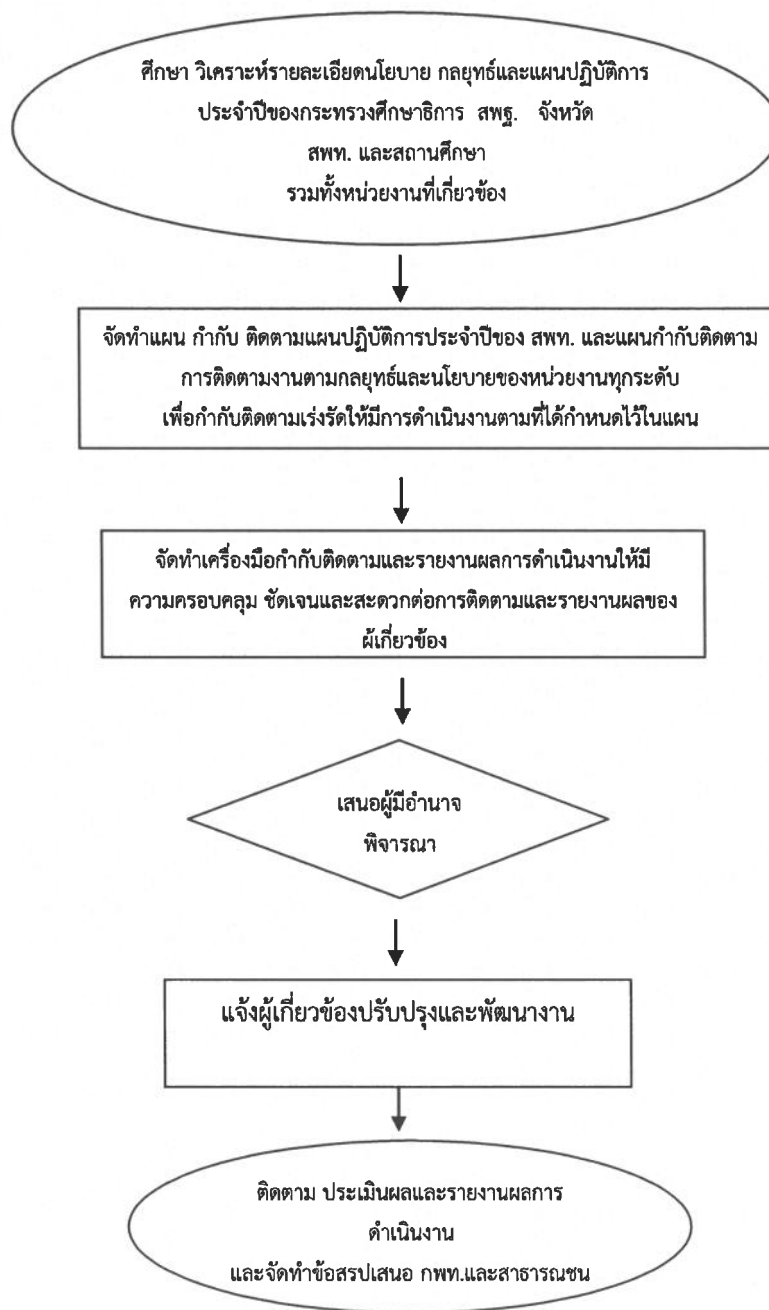 ศึกษา วิเคราะห์รายละเอียดนโยบาย กลยุทธ์และแผนปฏิบัติการ
ประจำปีของกระทรวงศึกษาธิการ สพฐ. จังหวัด
สพท. และสถานศึกษา
รวมทั้งหน่วยงานที่เกี่ยวข้อง
จัดทำแผน กำกับ ติดตามแผนปฏิบัติการประจำปีของ สพท. และแผนกำกับติดตาม
การติดตามงานตามกลยุทธ์และนโยบายของหน่วยงานทุกระดับ
เพื่อกำกับติดตามเร่งรัดให้มีการดำเนินงานตามที่ได้กำหนดไว้ในแผน
จัดทำเครื่องมือกำกับติดตามและรายงานผลการดำเนินงานให้มี
ความครอบคลุม ชัดเจนและสะดวกต่อการติดตามและรายงานผลของ
ผู้เกี่ยวข้อง
เสนอผู้มีอำนาจ
พิจารณา
แจ้งผู้เกี่ยวข้องปรับปรุงและพัฒนางาน
ติดตาม ประเมินผลและรายงานผลการ
ดำเนินงาน
และจัดทำข้อสรุปเสนอ กพท.และสาธารณชน